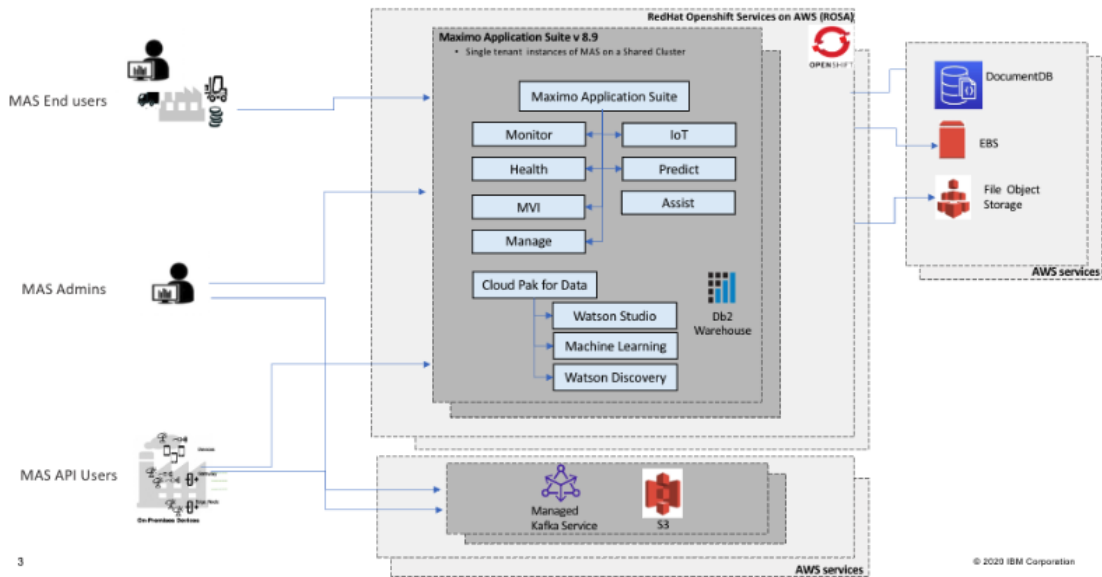 RedHat Openshift Services on AWS (ROSA)
Maximo Application Suite v 8.9
• Single tenant instances of MAS on a Shared Cluster
OPENSHIFT
MAS End users
Maximo Application Suite
Monitor
IoT
Health
Predict
MVI
Assist
Manage
DocumentDB
EBS
File Object
Storage
AWS services
MAS Admins
Cloud Pak for Data
Watson Studio
Machine Learning
Watson Discovery
Db2
Warehouse
MAS API Users
On-Premises Devices
Managed
Kafka Service
S3
AWS services
3
© 2020 IBM Corporation